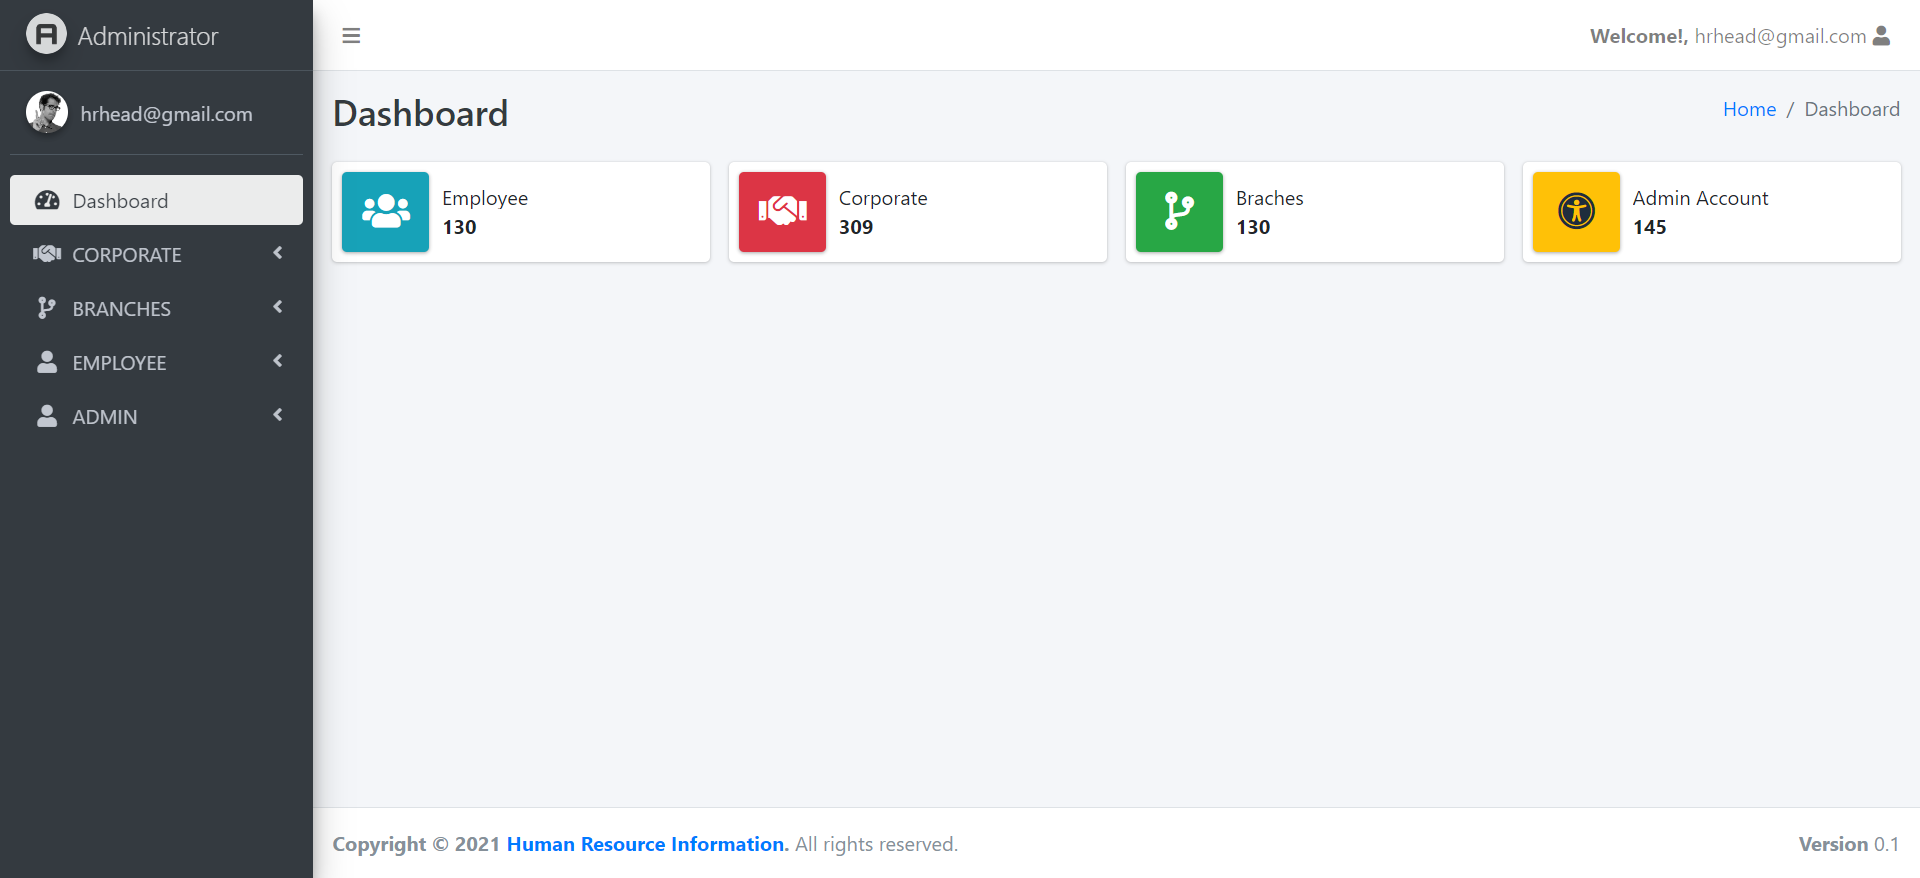 Administrator
hrhead@gmail.com
Dashboard
CORPORATE
BRANCHES
EMPLOYEE
ADMIN
Welcome!, hrhead@gmail.com
Dashboard
Home / Dashboard
Employee
130
Corporate
309
Braches
130
Admin Account
145
Copyright © 2021 Human Resource Information. All rights reserved.
Version 0.1